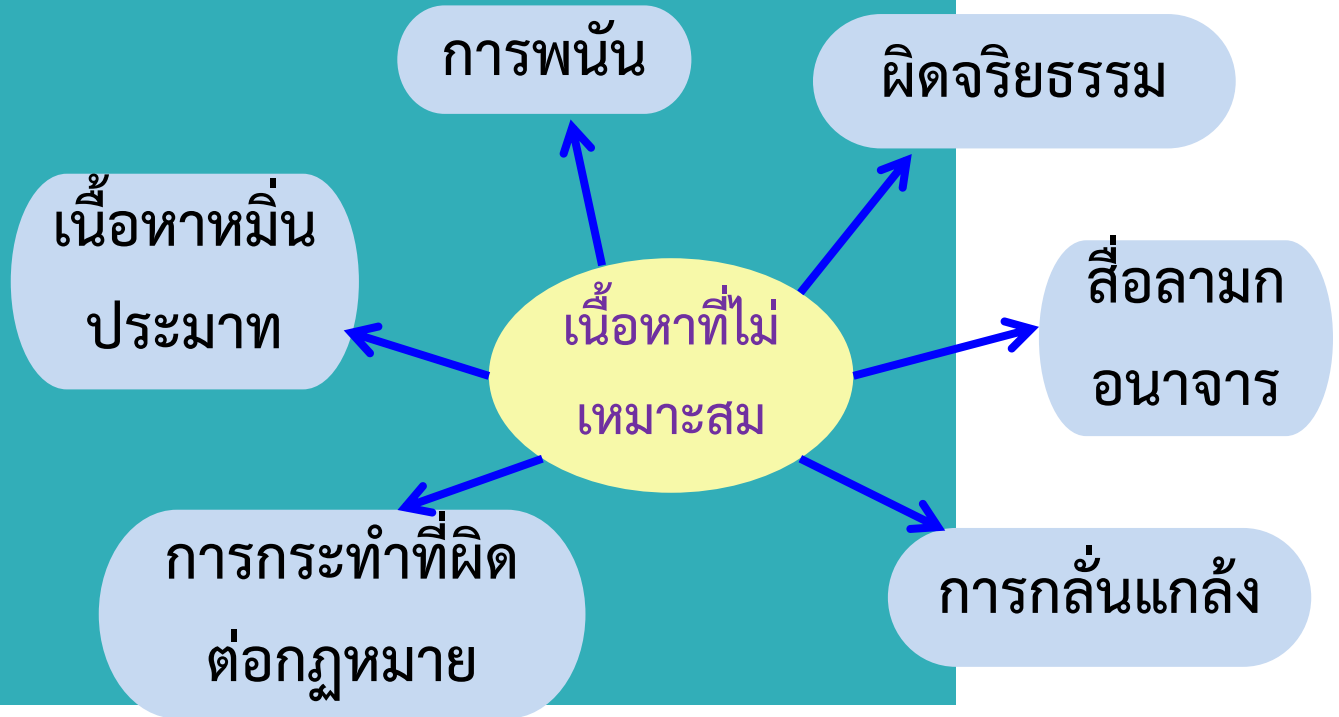 การพนัน
ผิดจริยธรรม
เนื้อหาหมิ่น
ประมาท
สื่อลามก
อนาจาร
เนื้อหาที่ไม่
เหมาะสม
การกระทำที่ผิด
ต่อกฏหมาย
การกลั่นแกล้ง